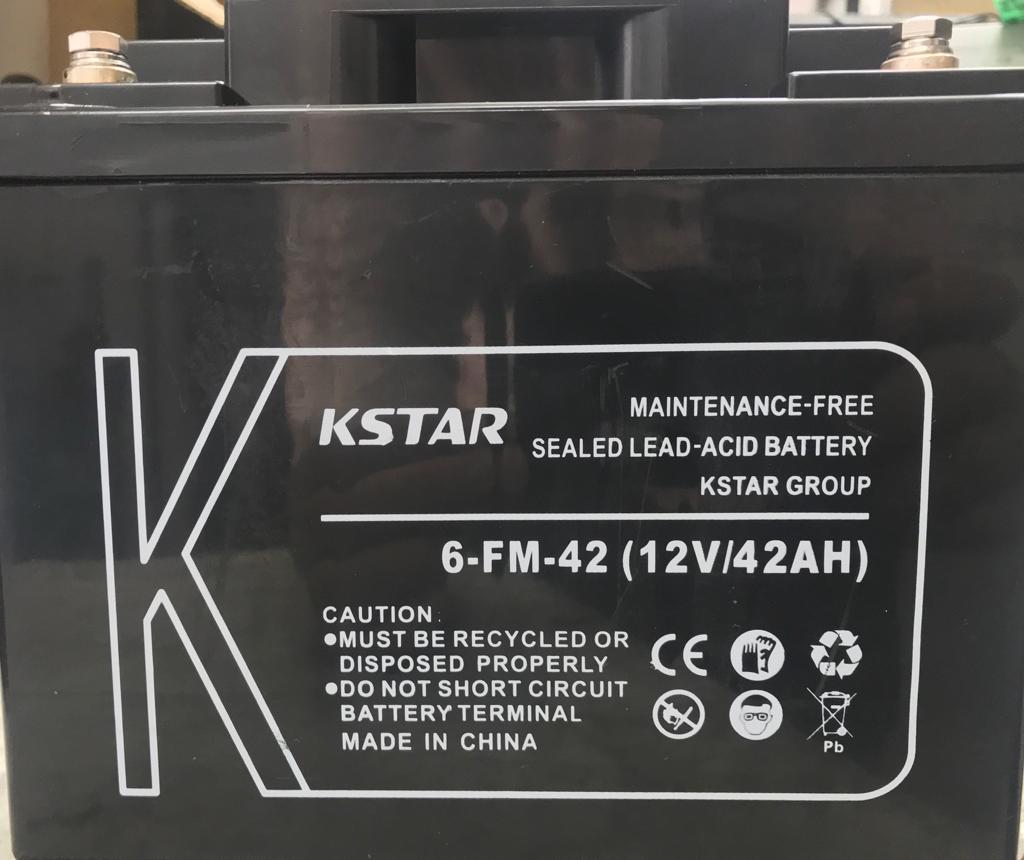 KSTAR
MAINTENANCE-FREE
SEALED LEAD-ACID BATTERY
KSTAR GROUP
6-FM-42 (12V/42AH)
CAUTION:
●MUST BE RECYCLED OR
DISPOSED PROPERLY
●DO NOT SHORT CIRCUIT
BATTERY TERMINAL
MADE IN CHINA
CE
Pb